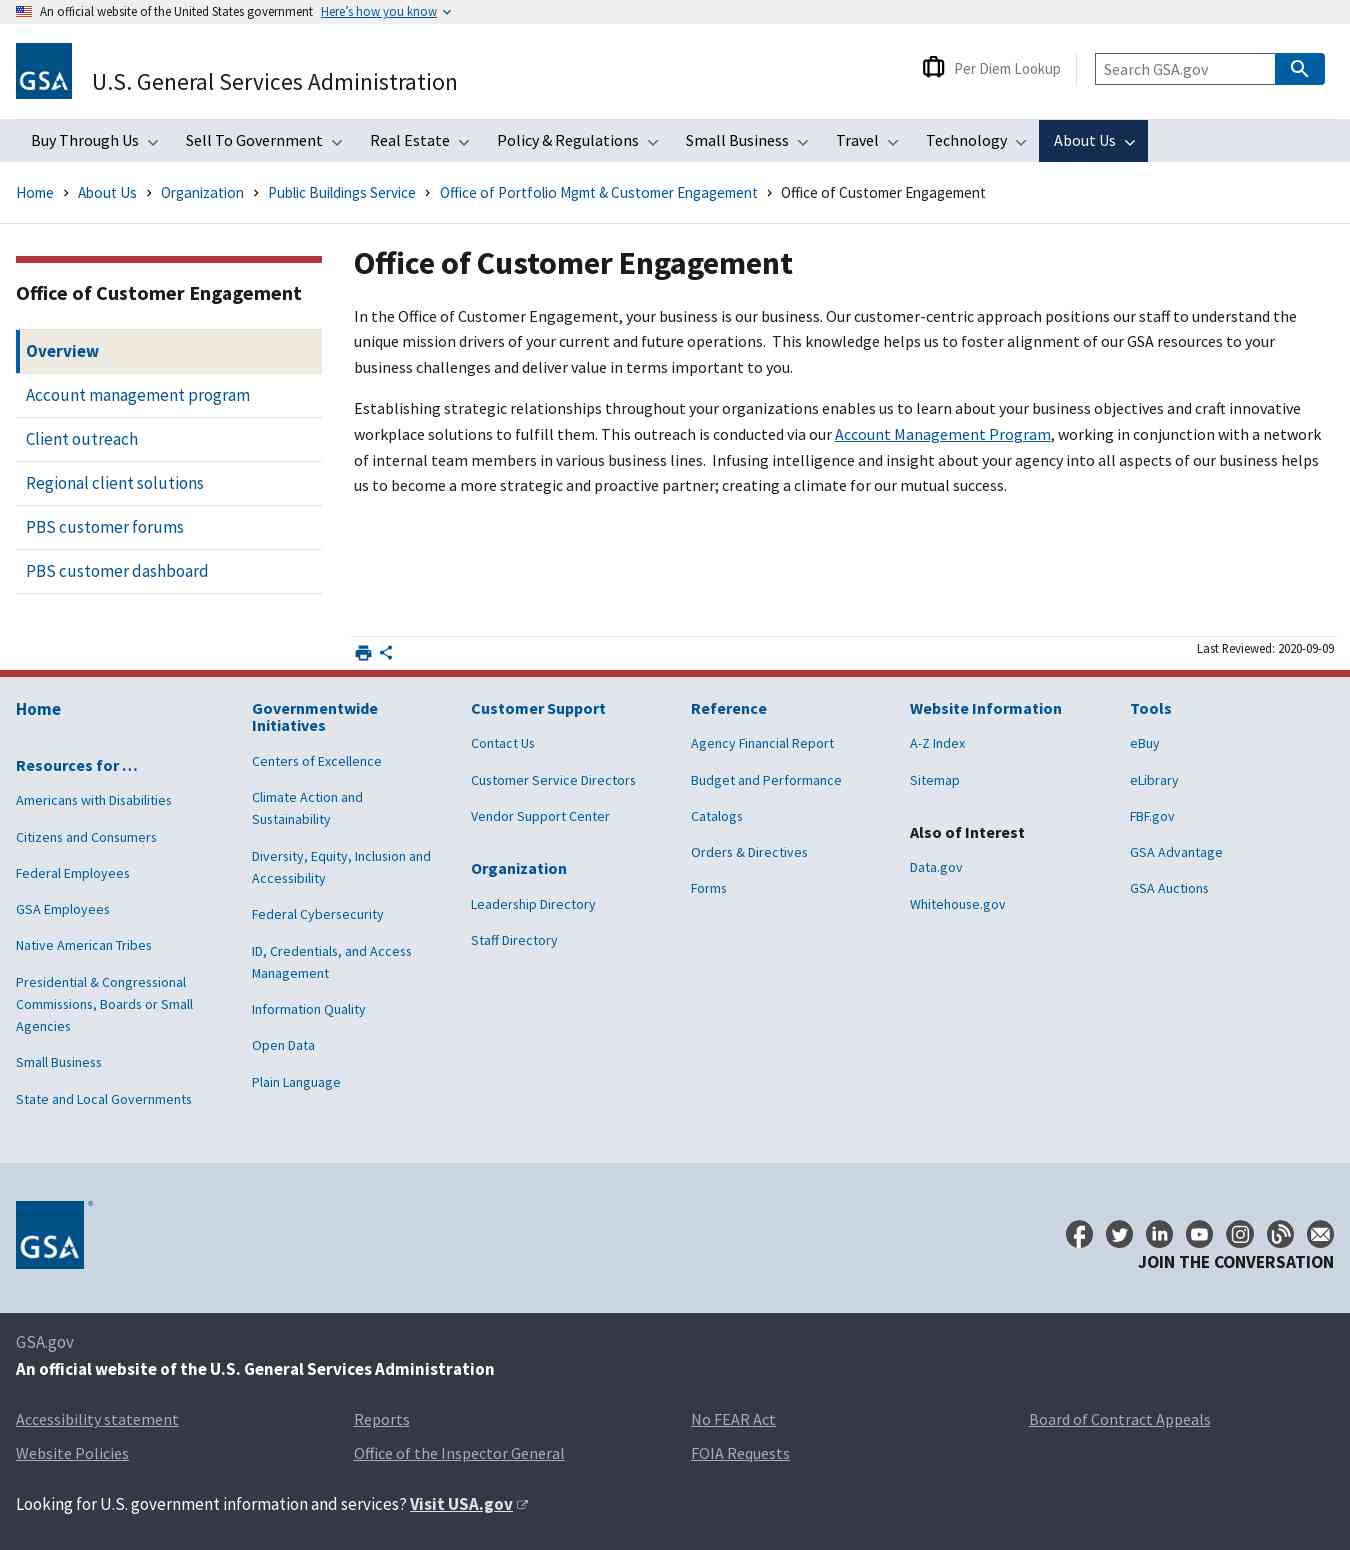 An official website of the United States government Here's how you know
GSA
U.S. General Services Administration
Per Diem Lookup
Search GSA.gov
Buy Through Us Sell To Government Real Estate Policy & Regulations Small Business Travel Technology About Us
Home About Us Organization Public Buildings Service Office of Portfolio Mgmt & Customer Engagement Office of Customer Engagement
Office of Customer Engagement
Overview
Account management program
Client outreach
Regional client solutions
PBS customer forums
PBS customer dashboard
Office of Customer Engagement
In the Office of Customer Engagement, your business is our business. Our customer-centric approach positions our staff to understand the
unique mission drivers of your current and future operations.  This knowledge helps us to foster alignment of our GSA resources to your
business challenges and deliver value in terms important to you.
Establishing strategic relationships throughout your organizations enables us to learn about your business objectives and craft innovative
workplace solutions to fulfill them. This outreach is conducted via our Account Management Program, working in conjunction with a network
of internal team members in various business lines.  Infusing intelligence and insight about your agency into all aspects of our business helps
us to become a more strategic and proactive partner; creating a climate for our mutual success.
Last Reviewed: 2020-09-09
Home
Resources for …
Americans with Disabilities
Citizens and Consumers
Federal Employees
GSA Employees
Native American Tribes
Presidential & Congressional
Commissions, Boards or Small
Agencies
Small Business
State and Local Governments
Governmentwide
Initiatives
Centers of Excellence
Climate Action and
Sustainability
Diversity, Equity, Inclusion and
Accessibility
Federal Cybersecurity
ID, Credentials, and Access
Management
Information Quality
Open Data
Plain Language
Customer Support
Contact Us
Customer Service Directors
Vendor Support Center
Organization
Leadership Directory
Staff Directory
Reference
Agency Financial Report
Budget and Performance
Catalogs
Orders & Directives
Forms
Website Information
A-Z Index
Sitemap
Also of Interest
Data.gov
Whitehouse.gov
Tools
eBuy
eLibrary
FBF.gov
GSA Advantage
GSA Auctions
GSA ®
JOIN THE CONVERSATION
GSA.gov
An official website of the U.S. General Services Administration
Accessibility statement Reports No FEAR Act Board of Contract Appeals
Website Policies Office of the Inspector General FOIA Requests
Looking for U.S. government information and services? Visit USA.gov